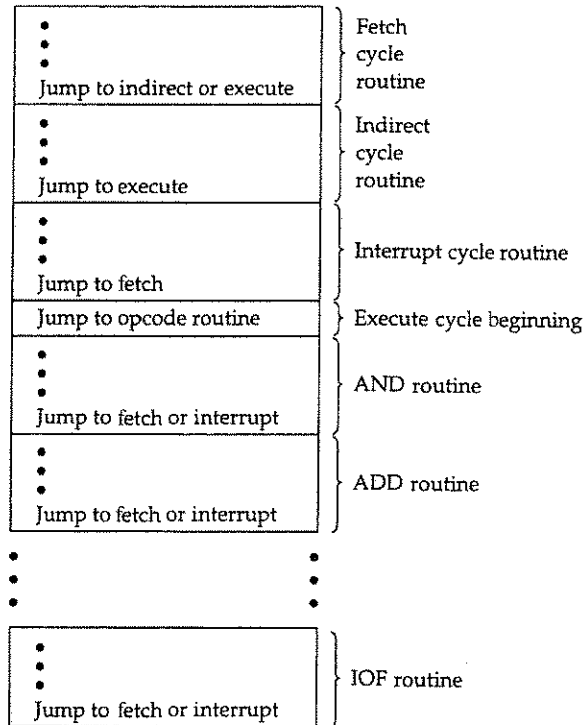 Fetch
cycle
routine
Jump to indirect or execute
Indirect
cycle
routine
Jump to execute
Interrupt cycle routine
Jump to fetch
Jump to opcode routine
Execute cycle beginning
AND routine
Jump to fetch or interrupt
ADD routine
Jump to fetch or interrupt
IOF routine
Jump to fetch or interrupt